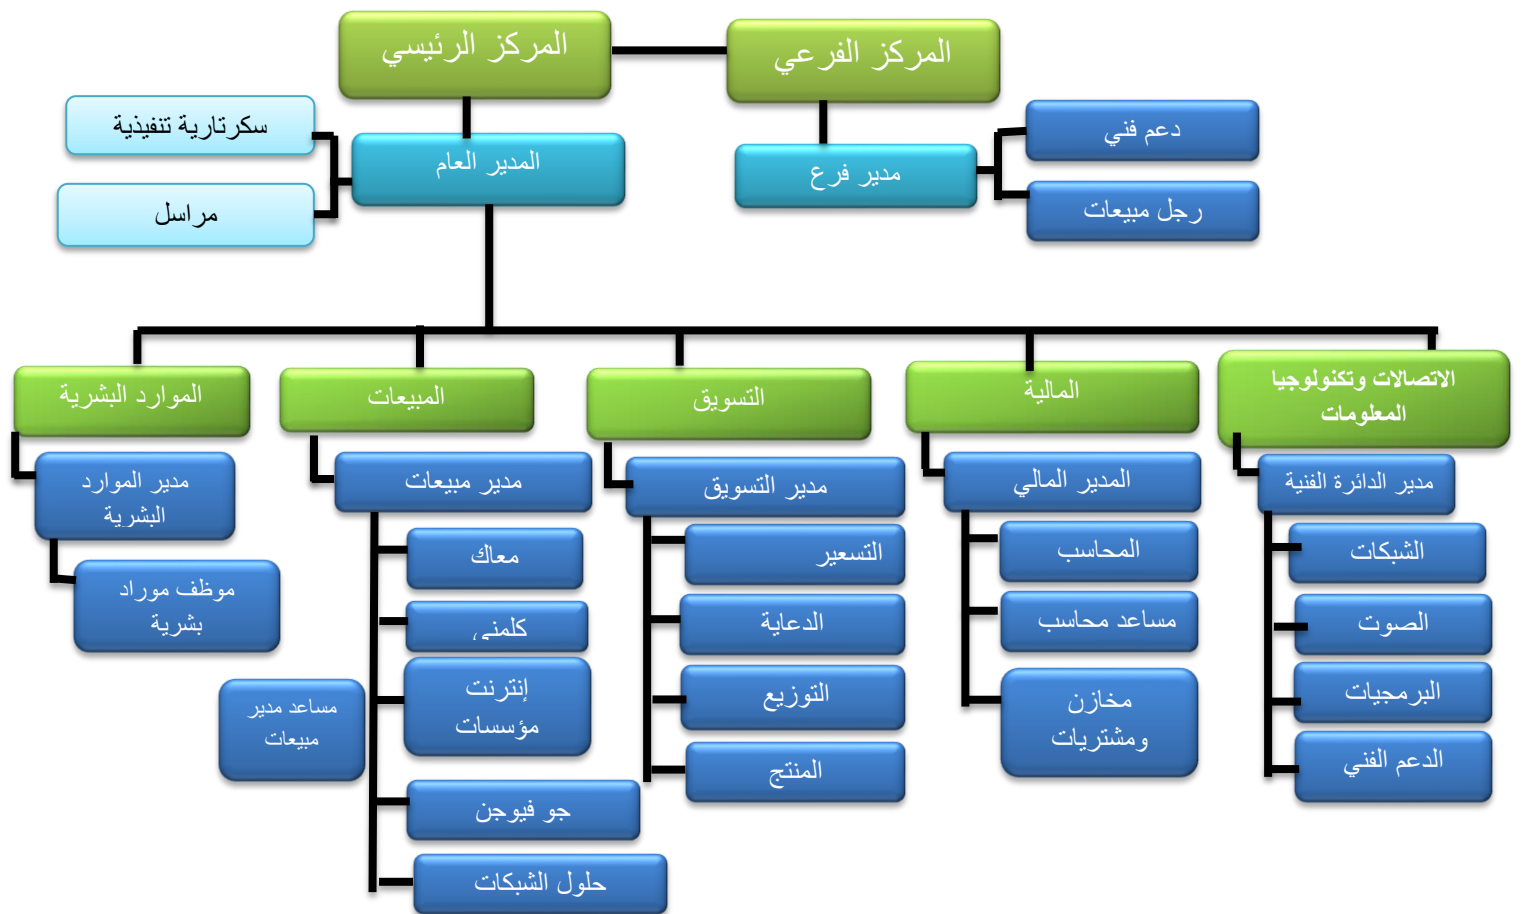 المركز الرئيسي
المركز الفرعي
سكرتارية تنفيذية
مراسل
المدير العام
مدير فرع
دعم فني
رجل مبيعات
الاتصالات وتكنولوجيا
المعلومات
مدير الدائرة الفنية
الشبكات
الصوت
البرمجيات
الدعم الفني
المالية
المدير المالي
المحاسب
مساعد محاسب
مخازن
ومشتريات
التسويق
مدير التسويق
التسعير
الدعاية
التوزيع
المنتج
المبيعات
مدير مبيعات
معاك
كلمني
إنترنت
مؤسسات
جو فيوجن
حلول الشبكات
مساعد مدير
مبيعات
الموارد البشرية
مدير الموارد
البشرية
موظف موراد
بشرية